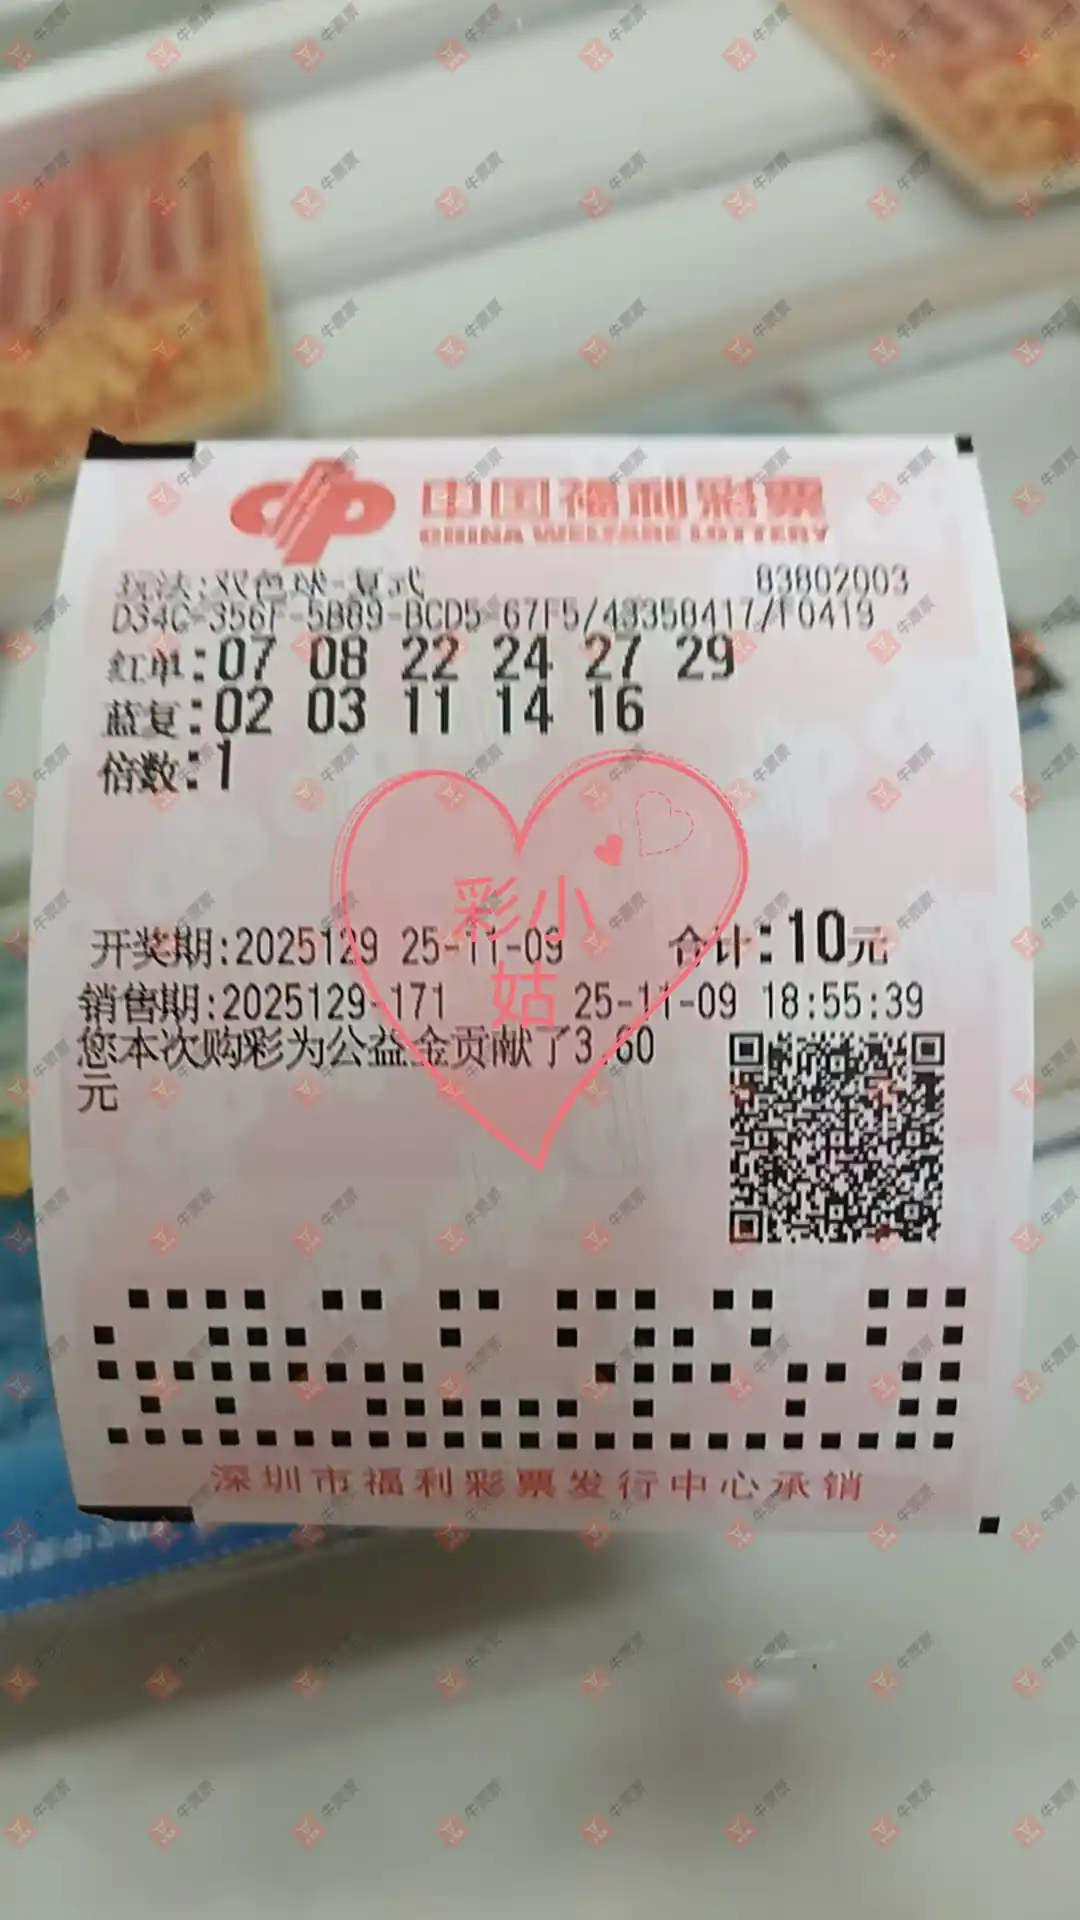 中国福利彩票
CHINA WELFARE LOTTERY
玩法:双色球-复式 83802003
D34C-356F-5B89-BCD5-67F5/48358417/F0419
红单:07 08 22 24 27 29
蓝复:02 03 11 14 16
倍数:1
彩小
姑
开奖期:2025129 25-11-09 合计:10元
销售期:2025129-171 25-11-09 18:55:39
您本次购彩为公益金贡献了3.60
元
深圳市福利彩票发行中心承销
牛票票